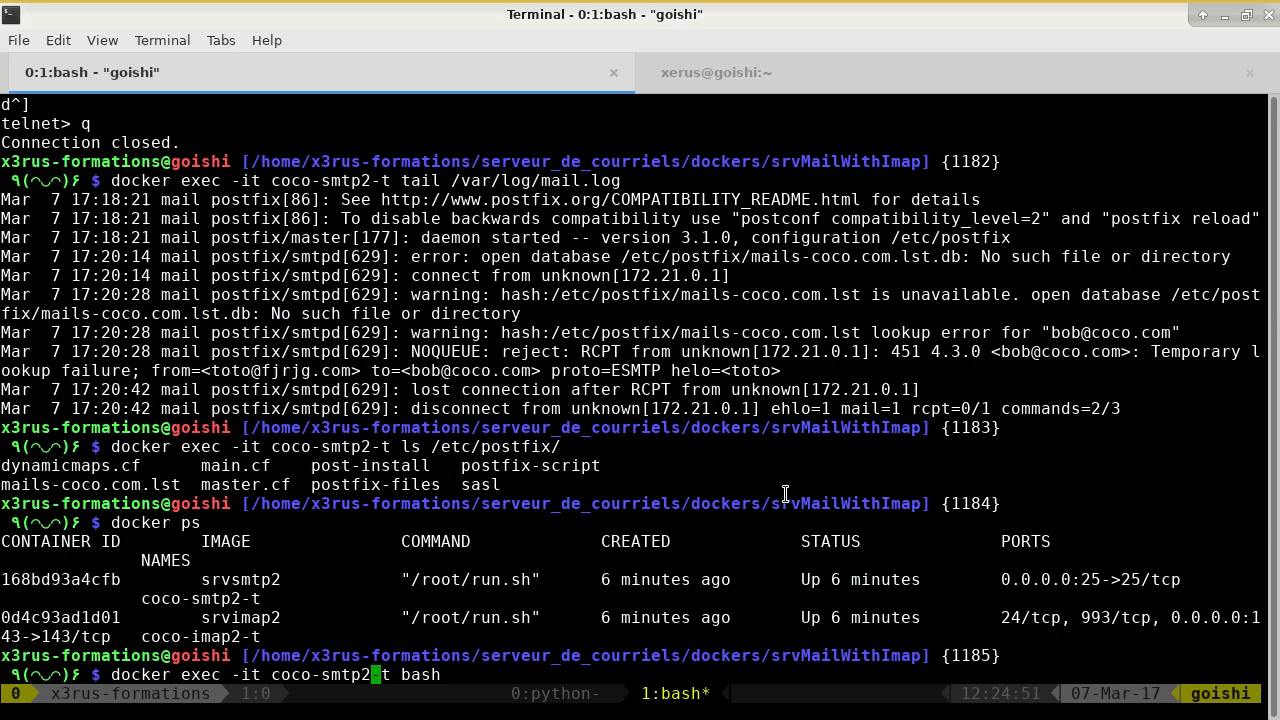 Terminal - 0:1:bash - "goishi"
File Edit View Terminal Tabs Help
0:1:bash - "goishi" × xerus@goishi:~ ×
d^]
telnet> q
Connection closed.
x3rus-formations@goishi [/home/x3rus-formations/serveur_de_courriels/dockers/srvMailWithImap] {1182}
٩(◠◡◠)۶ $ docker exec -it coco-smtp2-t tail /var/log/mail.log
Mar  7 17:18:21 mail postfix[86]: See http://www.postfix.org/COMPATIBILITY_README.html for details
Mar  7 17:18:21 mail postfix[86]: To disable backwards compatibility use "postconf compatibility_level=2" and "postfix reload"
Mar  7 17:18:21 mail postfix/master[177]: daemon started -- version 3.1.0, configuration /etc/postfix
Mar  7 17:20:14 mail postfix/smtpd[629]: error: open database /etc/postfix/mails-coco.com.lst.db: No such file or directory
Mar  7 17:20:14 mail postfix/smtpd[629]: connect from unknown[172.21.0.1]
Mar  7 17:20:28 mail postfix/smtpd[629]: warning: hash:/etc/postfix/mails-coco.com.lst is unavailable. open database /etc/post
fix/mails-coco.com.lst.db: No such file or directory
Mar  7 17:20:28 mail postfix/smtpd[629]: warning: hash:/etc/postfix/mails-coco.com.lst lookup error for "bob@coco.com"
Mar  7 17:20:28 mail postfix/smtpd[629]: NOQUEUE: reject: RCPT from unknown[172.21.0.1]: 451 4.3.0 <bob@coco.com>: Temporary l
ookup failure; from=<toto@fjrjg.com> to=<bob@coco.com> proto=ESMTP helo=<toto>
Mar  7 17:20:42 mail postfix/smtpd[629]: lost connection after RCPT from unknown[172.21.0.1]
Mar  7 17:20:42 mail postfix/smtpd[629]: disconnect from unknown[172.21.0.1] ehlo=1 mail=1 rcpt=0/1 commands=2/3
x3rus-formations@goishi [/home/x3rus-formations/serveur_de_courriels/dockers/srvMailWithImap] {1183}
٩(◠◡◠)۶ $ docker exec -it coco-smtp2-t ls /etc/postfix/
dynamicmaps.cf      main.cf    post-install   postfix-script
mails-coco.com.lst  master.cf  postfix-files  sasl
x3rus-formations@goishi [/home/x3rus-formations/serveur_de_courriels/dockers/srvMailWithImap] {1184}
٩(◠◡◠)۶ $ docker ps
CONTAINER ID        IMAGE               COMMAND             CREATED             STATUS              PORTS
NAMES
168bd93a4cfb        srvsmtp2            "/root/run.sh"      6 minutes ago       Up 6 minutes        0.0.0.0:25->25/tcp
coco-smtp2-t
0d4c93ad1d01        srvimap2            "/root/run.sh"      6 minutes ago       Up 6 minutes        24/tcp, 993/tcp, 0.0.0.0:1
43->143/tcp   coco-imap2-t
x3rus-formations@goishi [/home/x3rus-formations/serveur_de_courriels/dockers/srvMailWithImap] {1185}
٩(◠◡◠)۶ $ docker exec -it coco-smtp2-t bash
0 x3rus-formations 1:0 0:python- 1:bash* 12:24:51 07-Mar-17 goishi